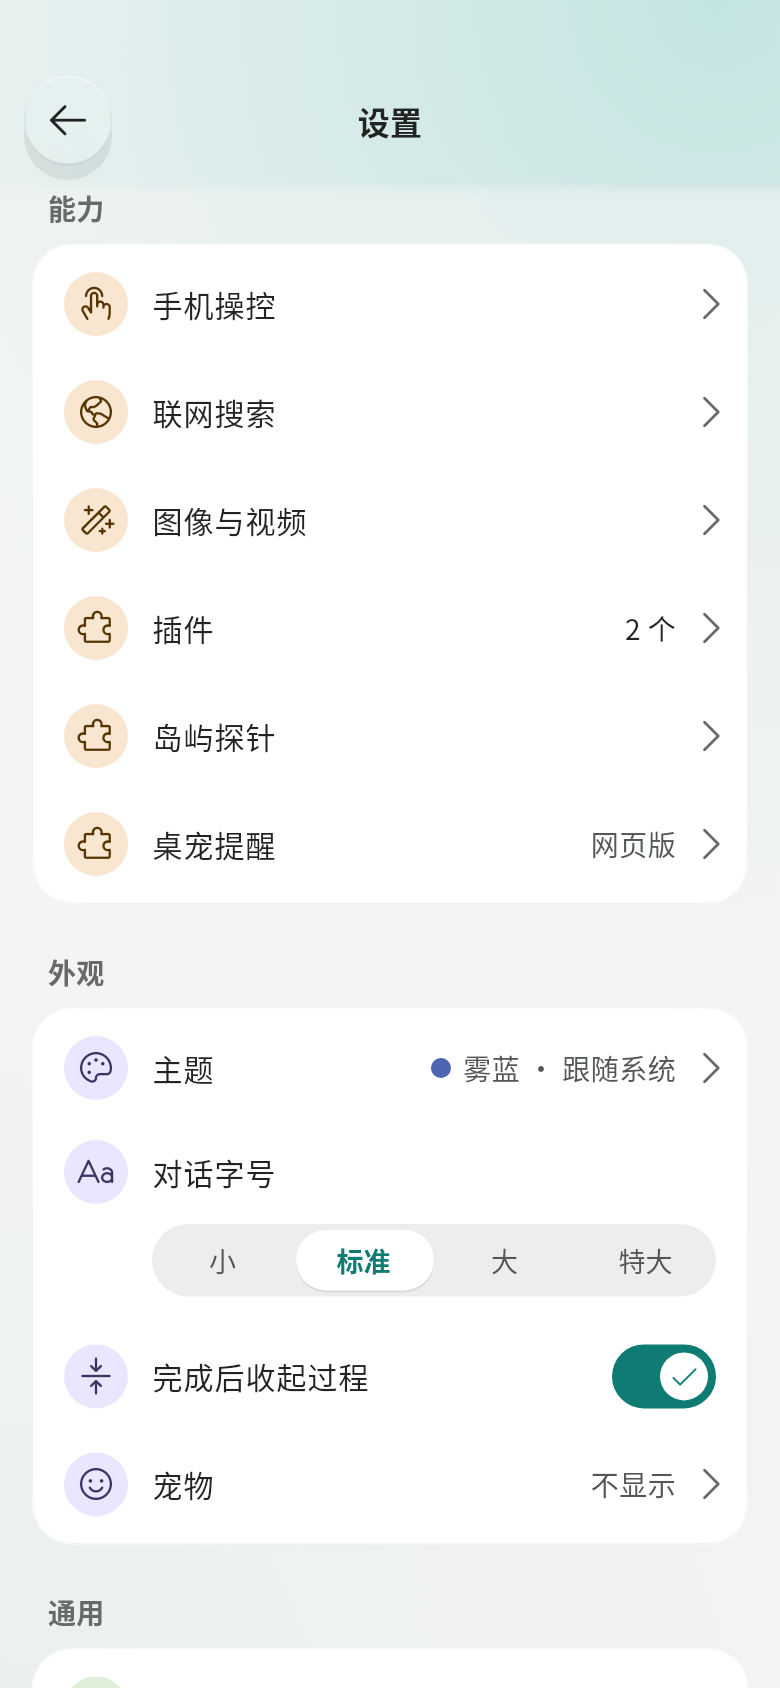 设置
能力
手机操控
联网搜索
图像与视频
插件 2 个
岛屿探针
桌宠提醒 网页版
外观
主题 雾蓝 · 跟随系统
Aa 对话字号
小 标准 大 特大
完成后收起过程
宠物 不显示
通用